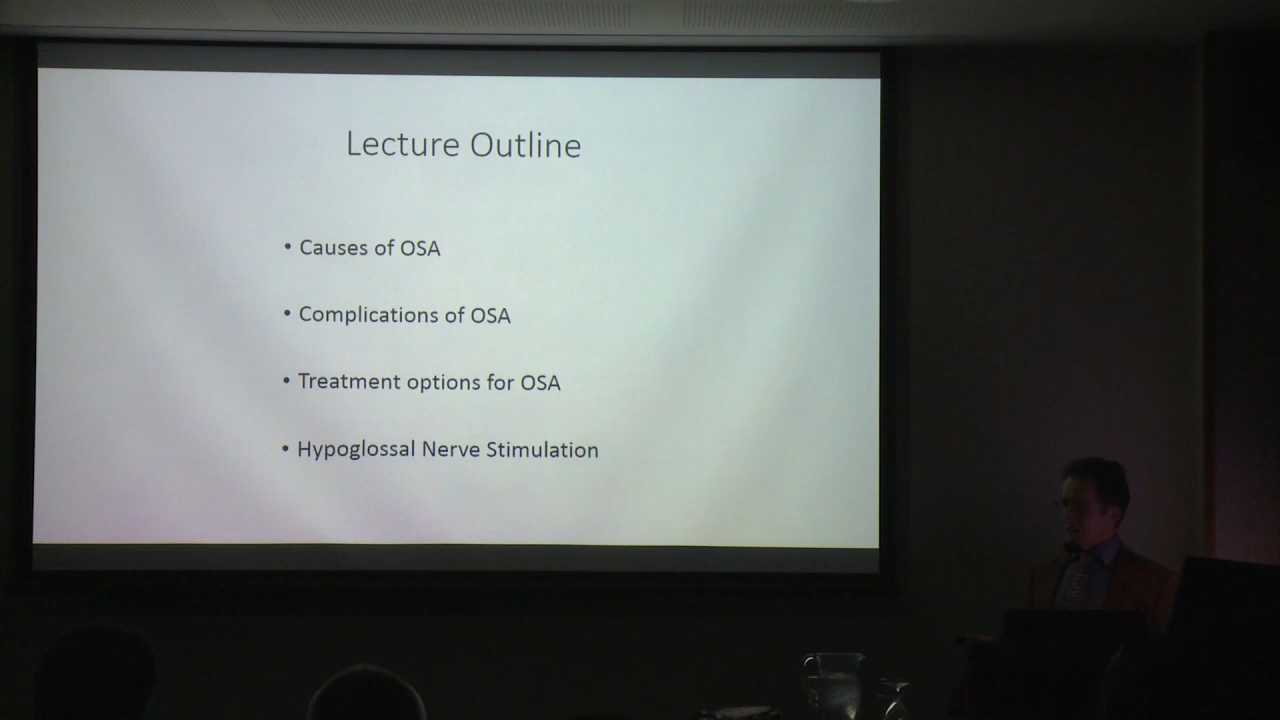 Lecture Outline
• Causes of OSA
• Complications of OSA
• Treatment options for OSA
• Hypoglossal Nerve Stimulation